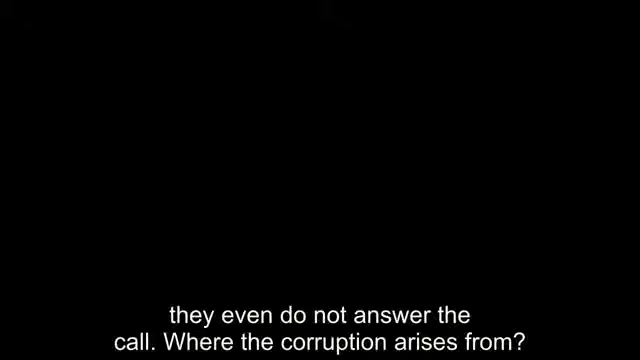 they even do not answer the
call. Where the corruption arises from?